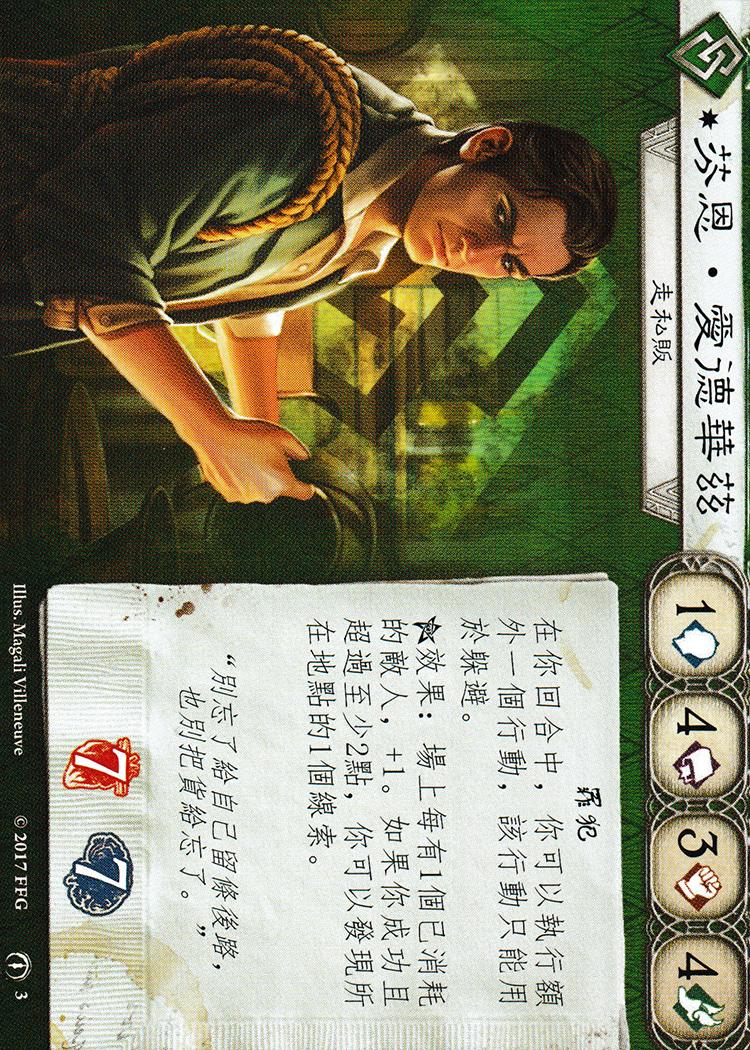 芬恩·愛德華茲
走私販
1
4
3
4
罪犯
在你回合中，你可以執行額
外一個行動，該行動只能用
於躲避。
效果：場上每有1個已消耗
的敵人，+1。如果你成功且
超過至少2點，你可以發現所
在地點的1個線索。
“別忘了給自己留條後路，
也別把貨給忘了。”
7
7
Illus. Magali Villeneuve
© 2017 FFG
3